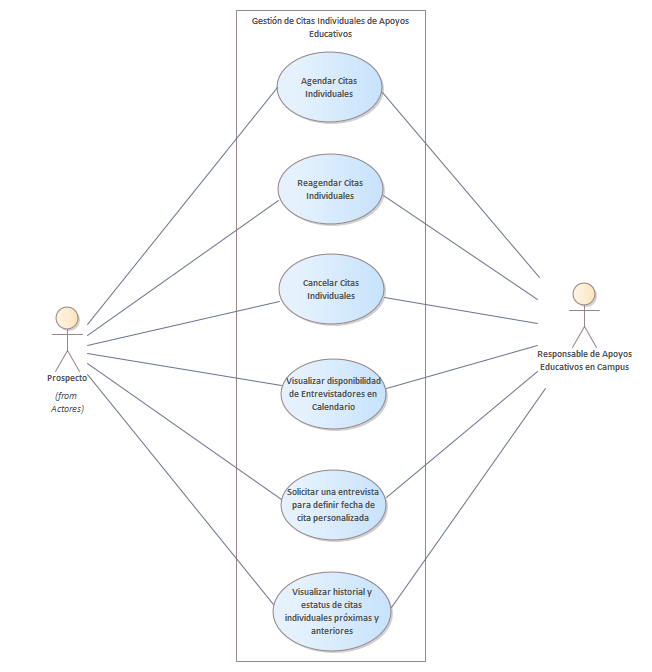 Gestión de Citas Individuales de Apoyos
Educativos
Agendar Citas
Individuales
Reagendar Citas
Individuales
Cancelar Citas
Individuales
Prospecto
(from
Actores)
Responsable de Apoyos
Educativos en Campus
Visualizar disponibilidad
de Entrevistadores en
Calendario
Solicitar una entrevista
para definir fecha de
cita personalizada
Visualizar historial y
estatus de citas
individuales próximas y
anteriores